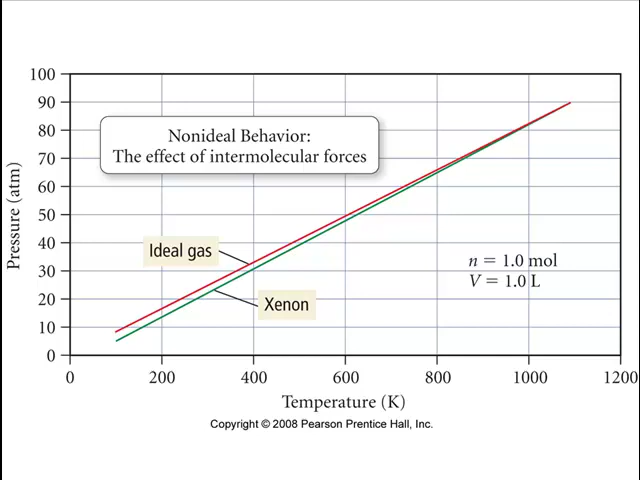 100
90
80
70
60
50
40
30
20
10
0
Pressure (atm)
Nonideal Behavior:
The effect of intermolecular forces
Ideal gas
Xenon
n = 1.0 mol
V = 1.0 L
0 200 400 600 800 1000 1200
Temperature (K)
Copyright © 2008 Pearson Prentice Hall, Inc.